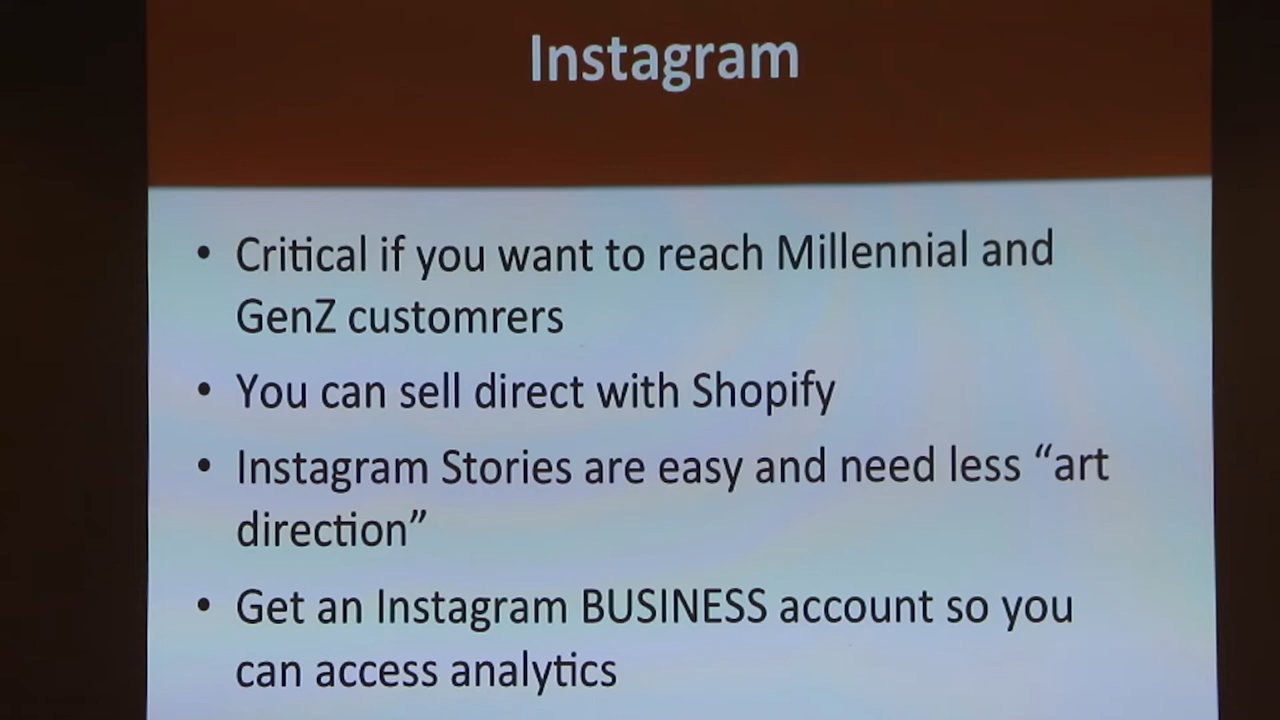 Instagram
• Critical if you want to reach Millennial and
GenZ customrers
• You can sell direct with Shopify
• Instagram Stories are easy and need less “art
direction”
• Get an Instagram BUSINESS account so you
can access analytics